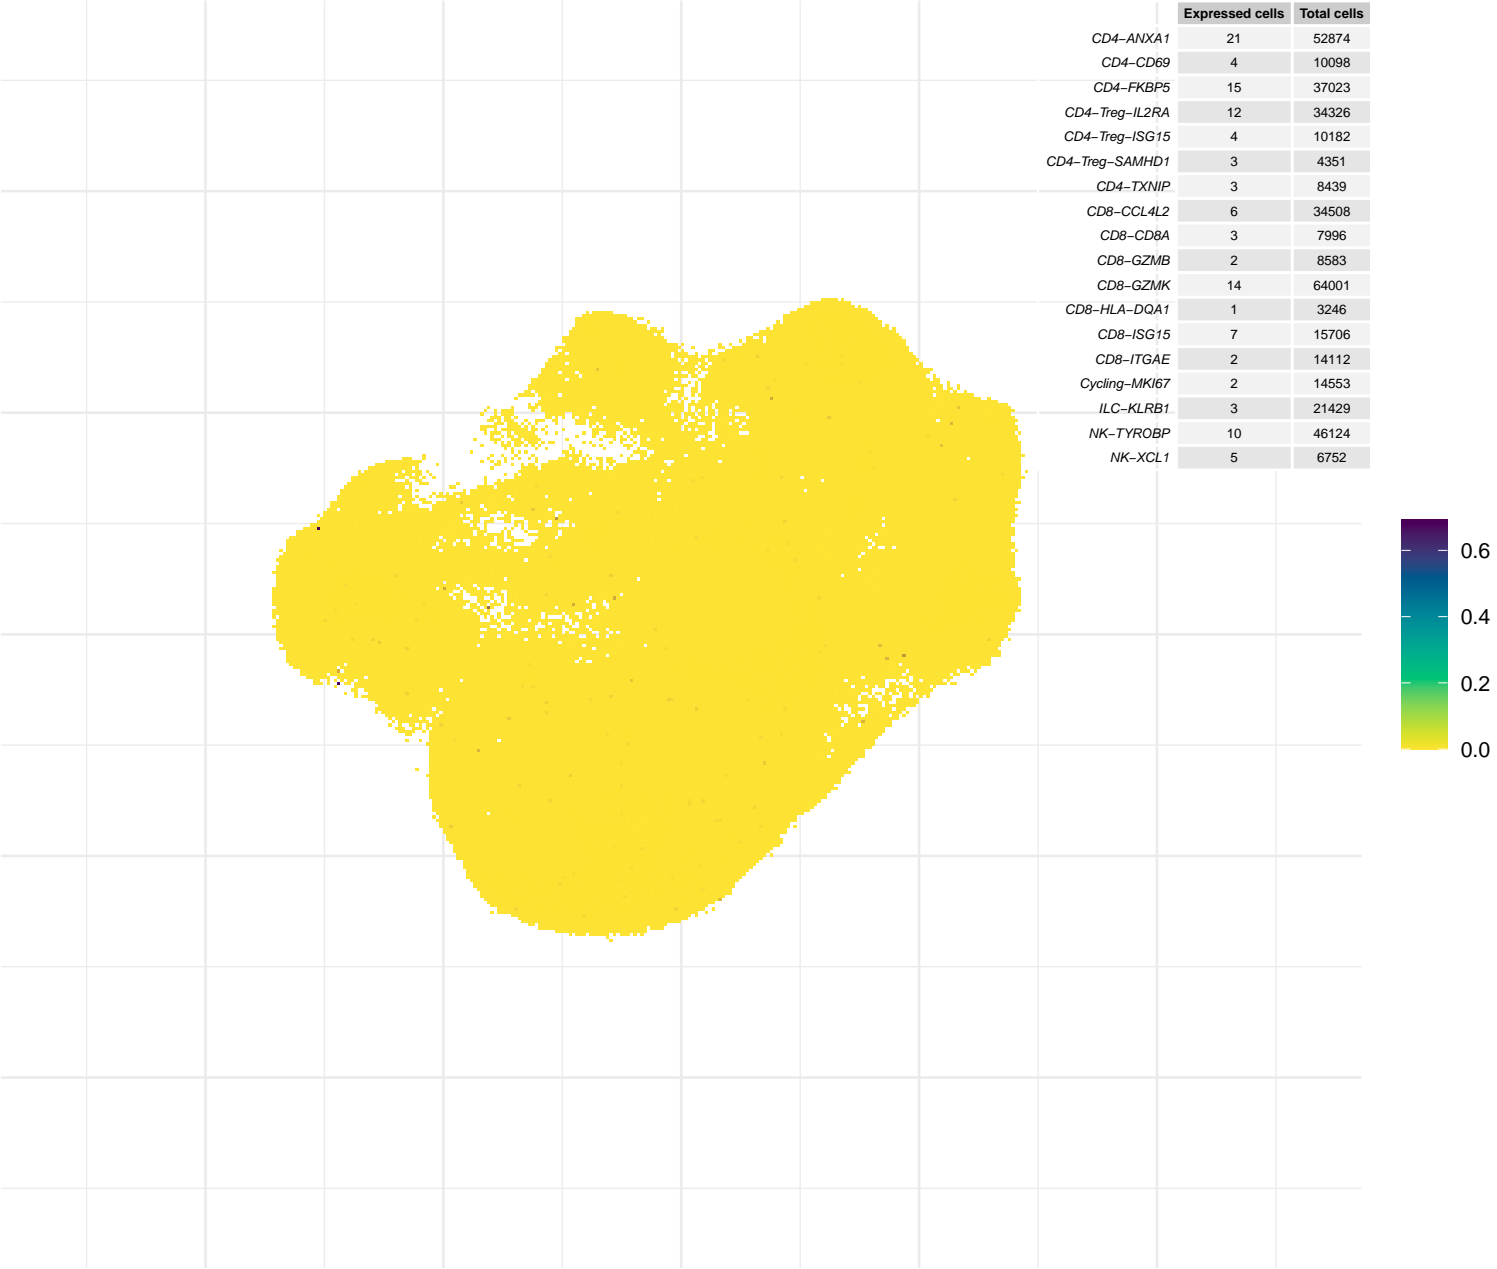 Expressed cells Total cells
CD4−ANXA1 21 52874
CD4−CD69 4 10098
CD4−FKBP5 15 37023
CD4−Treg−IL2RA 12 34326
CD4−Treg−ISG15 4 10182
CD4−Treg−SAMHD1 3 4351
CD4−TXNIP 3 8439
CD8−CCL4L2 6 34508
CD8−CD8A 3 7996
CD8−GZMB 2 8583
CD8−GZMK 14 64001
CD8−HLA−DQA1 1 3246
CD8−ISG15 7 15706
CD8−ITGAE 2 14112
Cycling−MKI67 2 14553
ILC−KLRB1 3 21429
NK−TYROBP 10 46124
NK−XCL1 5 6752
0.6
0.4
0.2
0.0